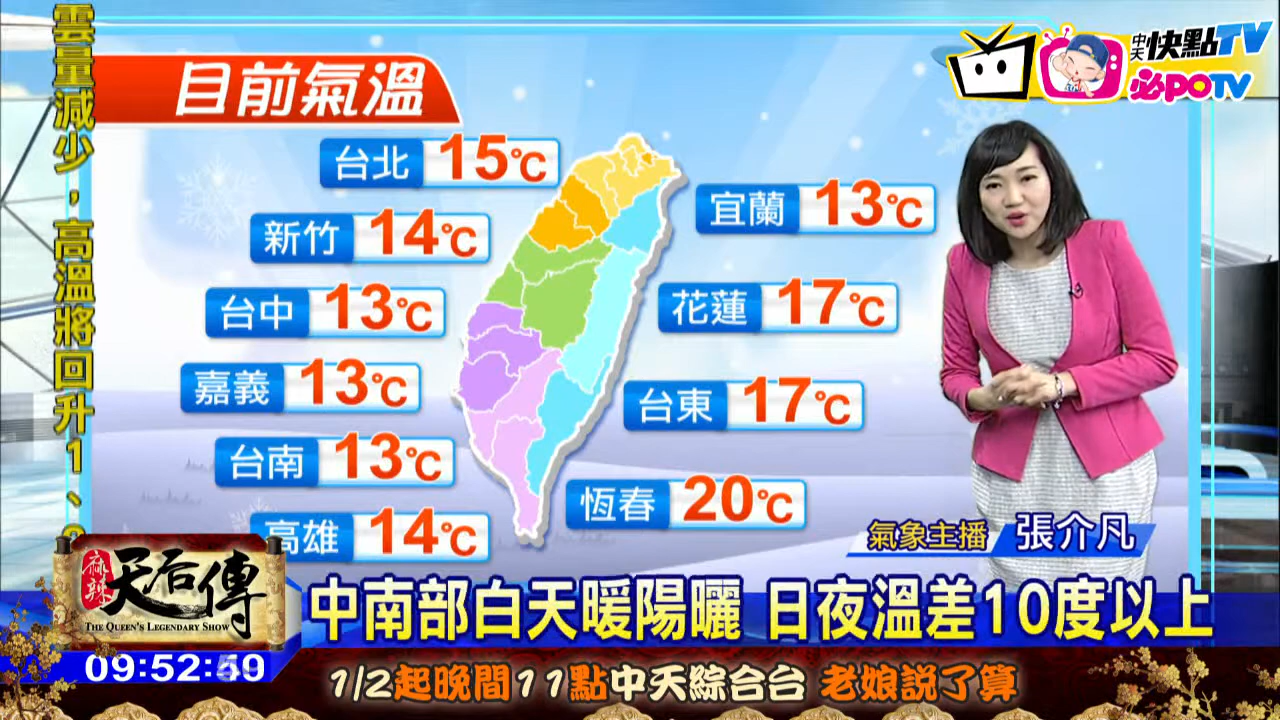 中天快點TV
必POTV
目前氣溫
台北 15℃
宜蘭 13℃
新竹 14℃
花蓮 17℃
台中 13℃
嘉義 13℃
台東 17℃
台南 13℃
恆春 20℃
高雄 14℃
雲量減少，高溫將回升1、
氣象主播 張介凡
麻辣天后傳
THE QUEEN'S LEGENDARY SHOW
中南部白天暖陽曬 日夜溫差10度以上
09:52:
1/2起晚間11點中天綜合台 老娘説了算